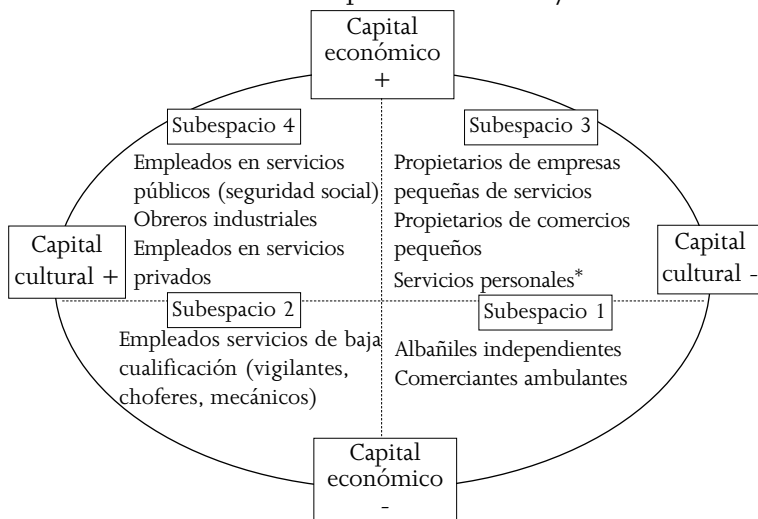 Capital
económico
+
Subespacio 4
Empleados en servicios
públicos (seguridad social)
Obreros industriales
Empleados en servicios
privados
Subespacio 3
Propietarios de empresas
pequeñas de servicios
Propietarios de comercios
pequeños
Servicios personales*
Capital
cultural +
Capital
cultural -
Subespacio 2
Empleados servicios de baja
cualificación (vigilantes,
choferes, mecánicos)
Subespacio 1
Albañiles independientes
Comerciantes ambulantes
Capital
económico
-